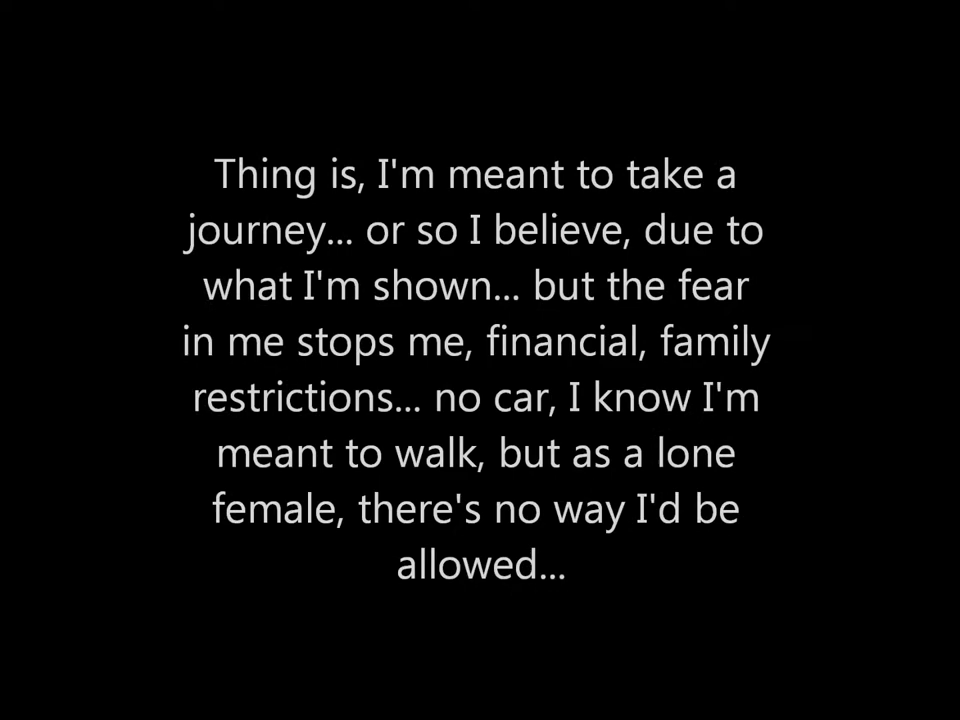 Thing is, I'm meant to take a
journey... or so I believe, due to
what I'm shown... but the fear
in me stops me, financial, family
restrictions... no car, I know I'm
meant to walk, but as a lone
female, there's no way I'd be
allowed...